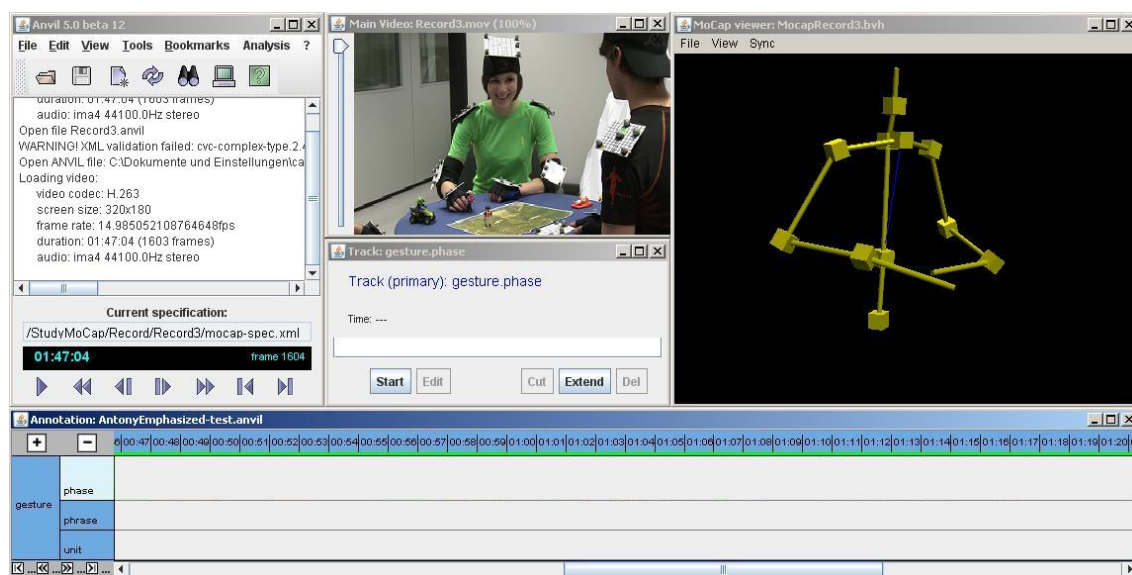 Anvil 5.0 beta 12
File Edit View Tools Bookmarks Analysis ?
duration: 01:47:04 (1603 frames)
audio: ima4 44100.0Hz stereo
Open file Record3.anvil
WARNING! XML validation failed: cvc-complex-type.2.
Open ANVIL file: C:\Dokumente und Einstellungen\ca
Loading video:
video codec: H.263
screen size: 320x180
frame rate: 14.985052108764648fps
duration: 01:47:04 (1603 frames)
audio: ima4 44100.0Hz stereo
Current specification:
/StudyMoCap/Record/Record3/mocap-spec.xml
01:47:04 frame 1604
Main Video: Record3.mov (100%)
Track: gesture.phase
Track (primary): gesture.phase
Time: ---
Start Edit Cut Extend Del
MoCap viewer: MocapRecord3.bvh
File View Sync
Annotation: AntonyEmphasized-test.anvil
+ - 6|00:47|00:48|00:49|00:50|00:51|00:52|00:53|00:54|00:55|00:56|00:57|00:58|00:59|01:00|01:01|01:02|01:03|01:04|01:05|01:06|01:07|01:08|01:09|01:10|01:11|01:12|01:13|01:14|01:15|01:16|01:17|01:18|01:19|01:20
gesture
phase
phrase
unit